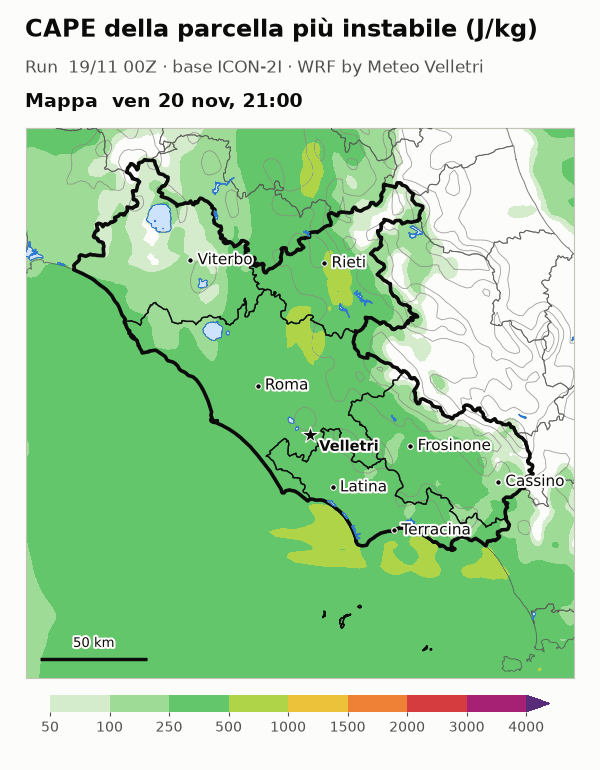 CAPE della parcella più instabile (J/kg)
Run  19/11 00Z · base ICON-2I · WRF by Meteo Velletri
Mappa  ven 20 nov, 21:00
Viterbo
Rieti
Roma
Velletri
Frosinone
Latina
Cassino
Terracina
50 km
50 100 250 500 1000 1500 2000 3000 4000